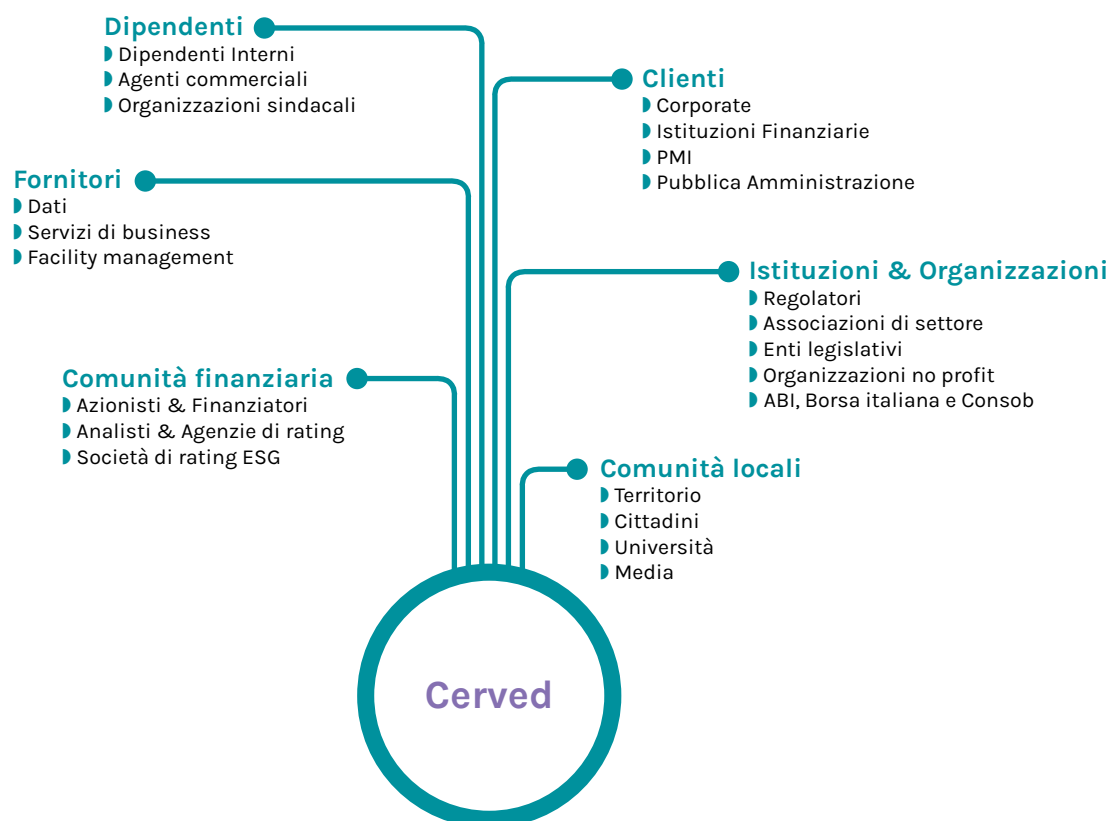 Dipendenti
Dipendenti Interni
Agenti commerciali
Organizzazioni sindacali
Clienti
Corporate
Istituzioni Finanziarie
PMI
Pubblica Amministrazione
Fornitori
Dati
Servizi di business
Facility management
Istituzioni & Organizzazioni
Regolatori
Associazioni di settore
Enti legislativi
Organizzazioni no profit
ABI, Borsa italiana e Consob
Comunità finanziaria
Azionisti & Finanziatori
Analisti & Agenzie di rating
Società di rating ESG
Comunità locali
Territorio
Cittadini
Università
Media
Cerved